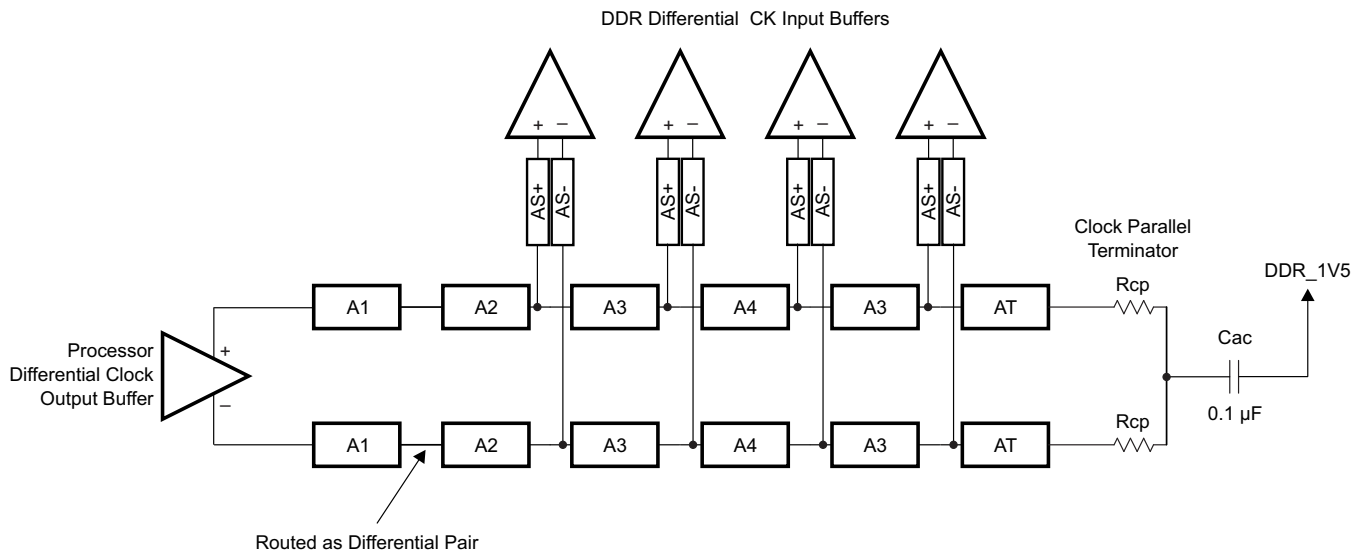 DDR Differential CK Input Buffers
+ − + − + − + −
AS+ AS- AS+ AS- AS+ AS- AS+ AS-
Clock Parallel
Terminator
DDR_1V5
Rcp
A1 A2 A3 A4 A3 AT
Processor
Differential Clock
Output Buffer
+
−
Cac
0.1 µF
Rcp
A1 A2 A3 A4 A3 AT
Routed as Differential Pair